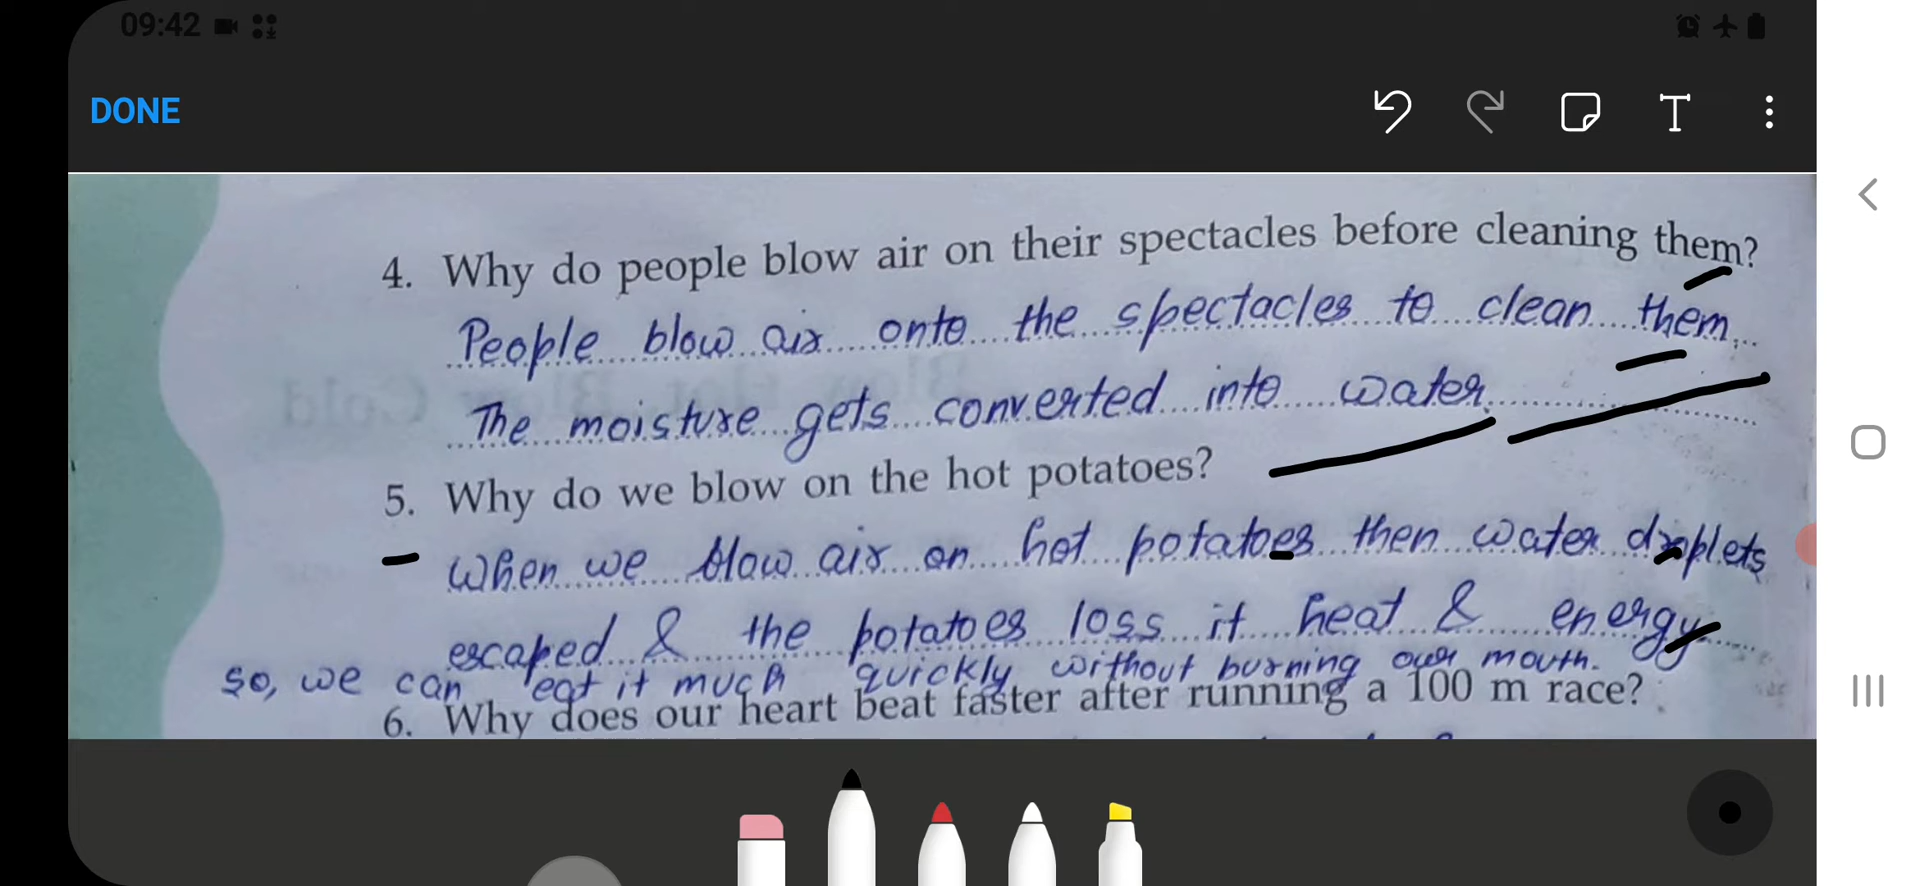 09:42
DONE
T
4. Why do people blow air on their spectacles before cleaning them?
People blow air onto the spectacles to clean them.
The moisture gets converted into water.
5. Why do we blow on the hot potatoes?
When we blow air on hot potatoes then water droplets
escaped & the potatoes loss it heat & energy
so, we can eat it much quickly without burning our mouth.
6. Why does our heart beat faster after running a 100 m race?